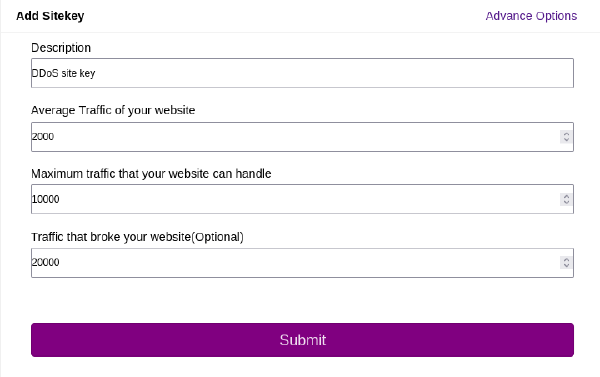 Add Sitekey
Advance Options
Description
DDoS site key
Average Traffic of your website
2000
Maximum traffic that your website can handle
10000
Traffic that broke your website(Optional)
20000
Submit